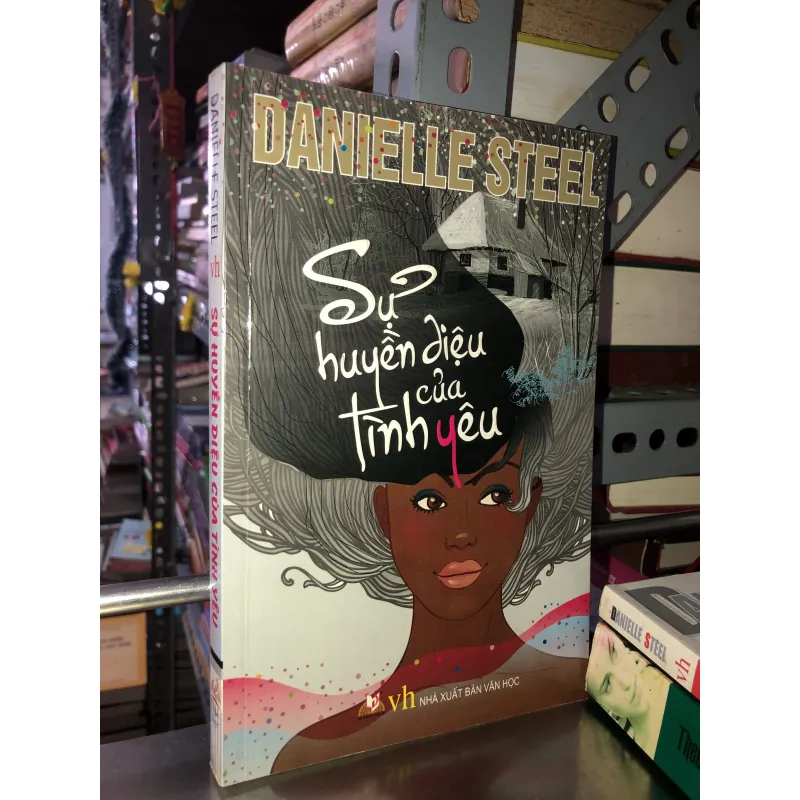 DANIELLE STEEL
Sự
huyền diệu
của
tình yêu
vh NHÀ XUẤT BẢN VĂN HỌC
DANIELLE STEEL vh SỰ HUYỀN DIỆU CỦA TÌNH YÊU
DANIELLE STEEL vh